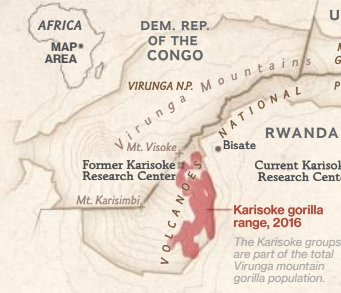 AFRICA
MAP
AREA
DEM. REP.
OF THE
CONGO
VIRUNGA N.P.
Virunga Mountains
NATIONAL
RWANDA
Mt. Visoke
Bisate
Former Karisoke
Research Center
Current
Research
Mt. Karisimbi
VOLCANOES
Karisoke gorilla
range, 2016
The Karisoke groups
are part of the total
Virunga mountain
gorilla population.